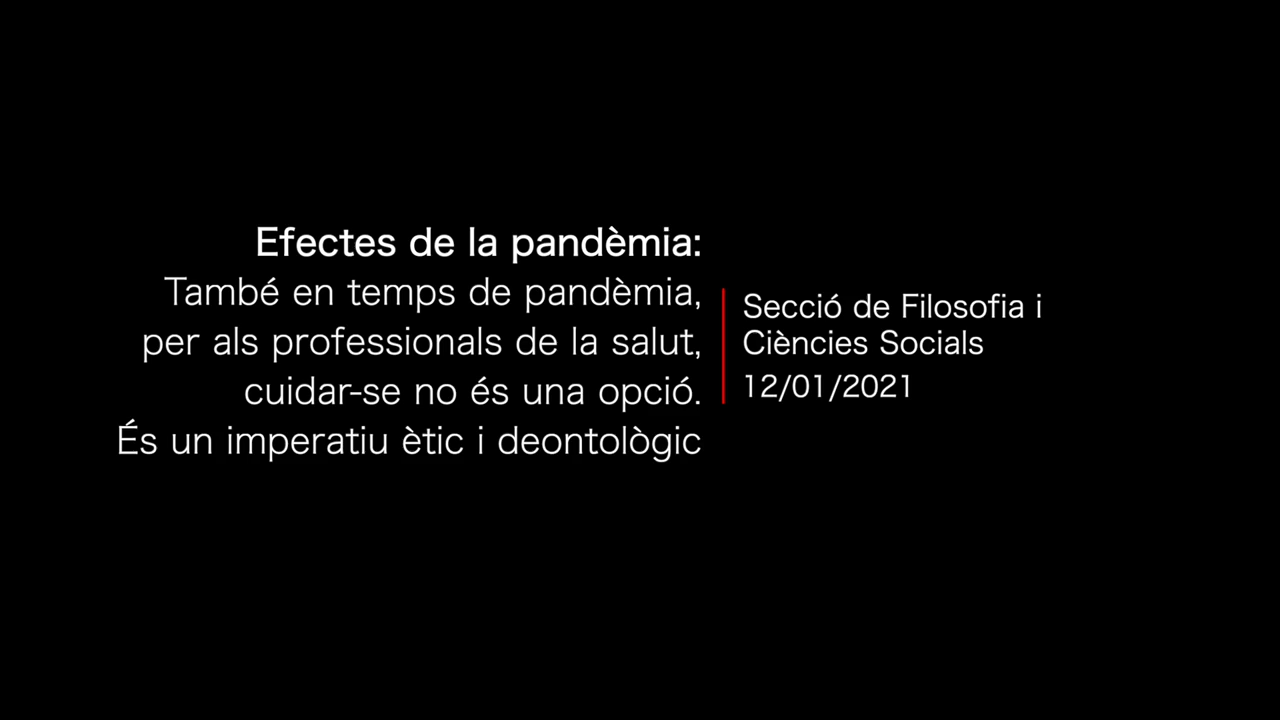 Efectes de la pandèmia:
També en temps de pandèmia,
per als professionals de la salut,
cuidar-se no és una opció.
És un imperatiu ètic i deontològic
Secció de Filosofia i
Ciències Socials
12/01/2021